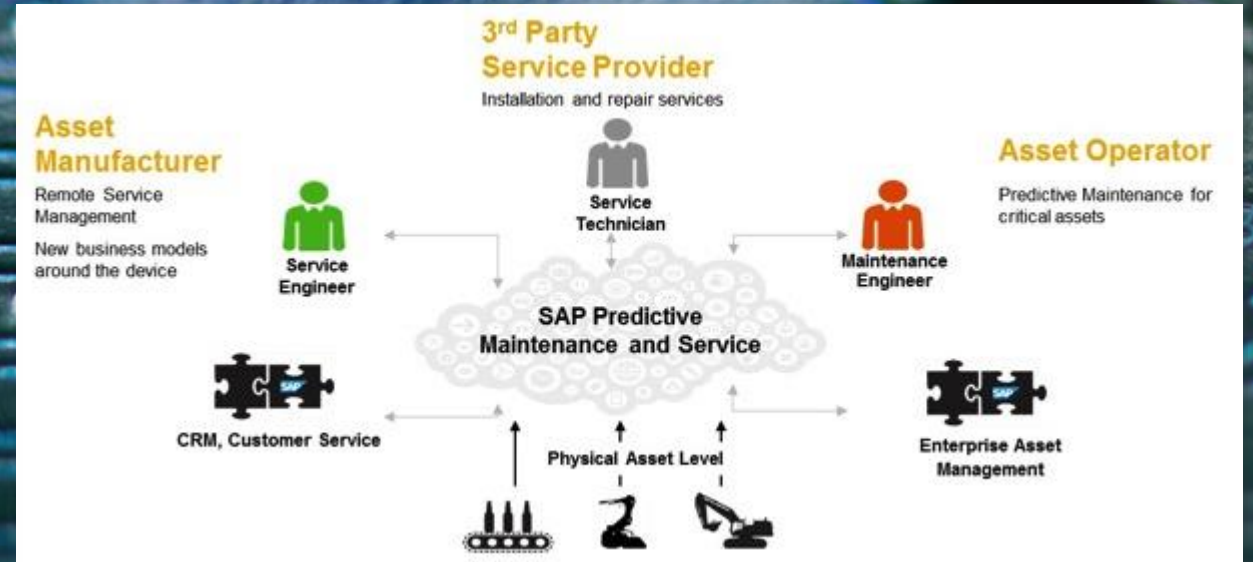 3rd Party
Service Provider
Installation and repair services
Asset
Manufacturer
Remote Service
Management
New business models
around the device
Asset Operator
Predictive Maintenance for
critical assets
Service
Technician
Service
Engineer
Maintenance
Engineer
SAP Predictive
Maintenance and Service
SAP
CRM, Customer Service
SAP
Enterprise Asset
Management
Physical Asset Level